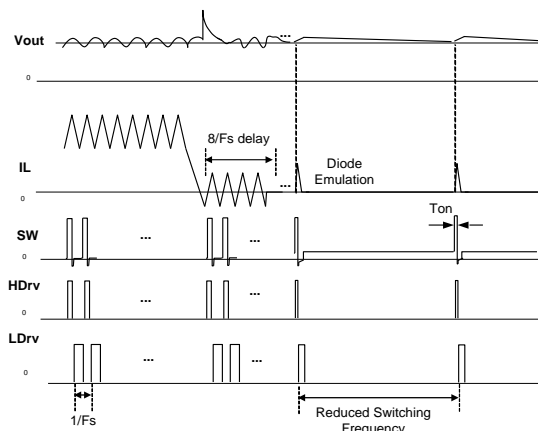 Vout
...
0
8/Fs delay
Diode
Emulation
IL
...
0
Ton
SW
...
...
0
HDrv
...
...
0
LDrv
...
...
0
1/Fs
Reduced Switching
Frequency